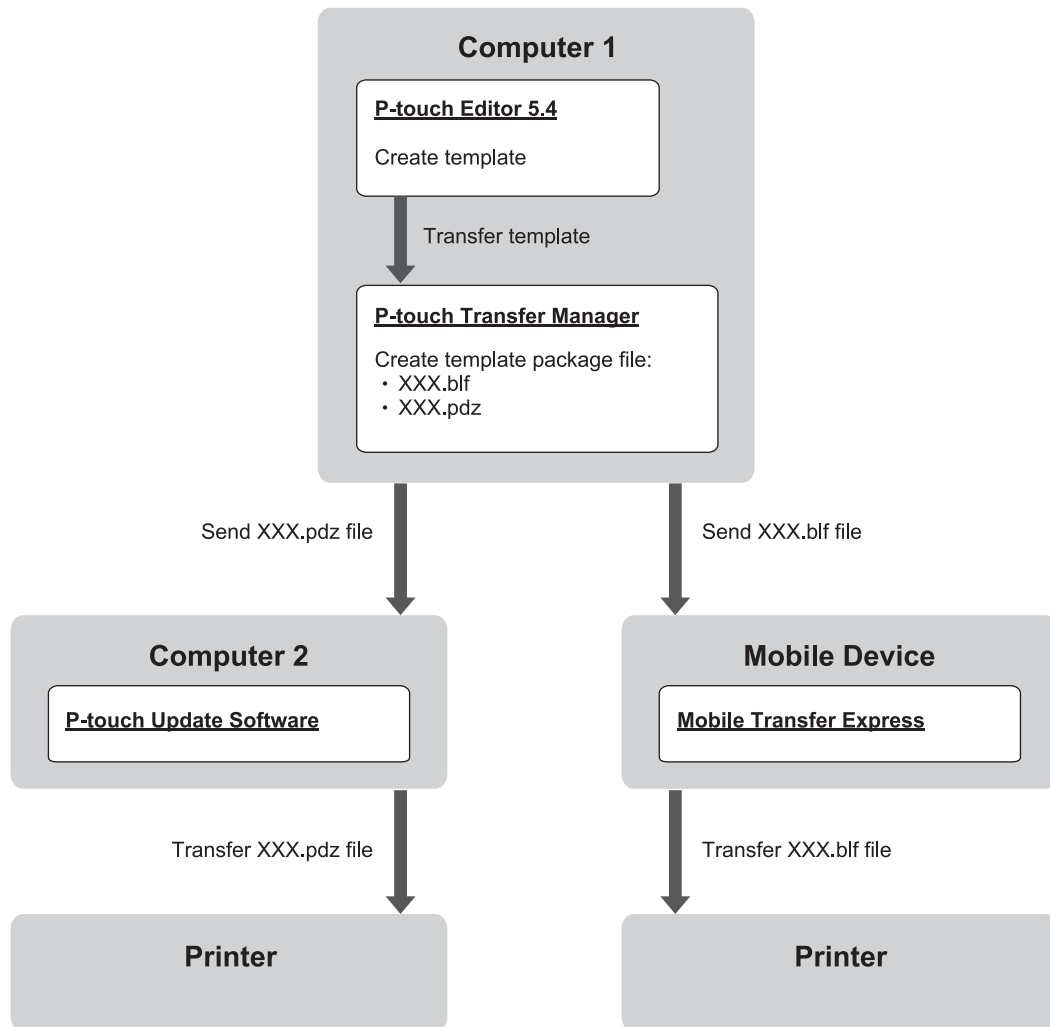 Computer 1
P-touch Editor 5.4
Create template
Transfer template
P-touch Transfer Manager
Create template package file:
• XXX.blf
• XXX.pdz
Send XXX.pdz file
Send XXX.blf file
Computer 2
P-touch Update Software
Mobile Device
Mobile Transfer Express
Transfer XXX.pdz file
Transfer XXX.blf file
Printer
Printer